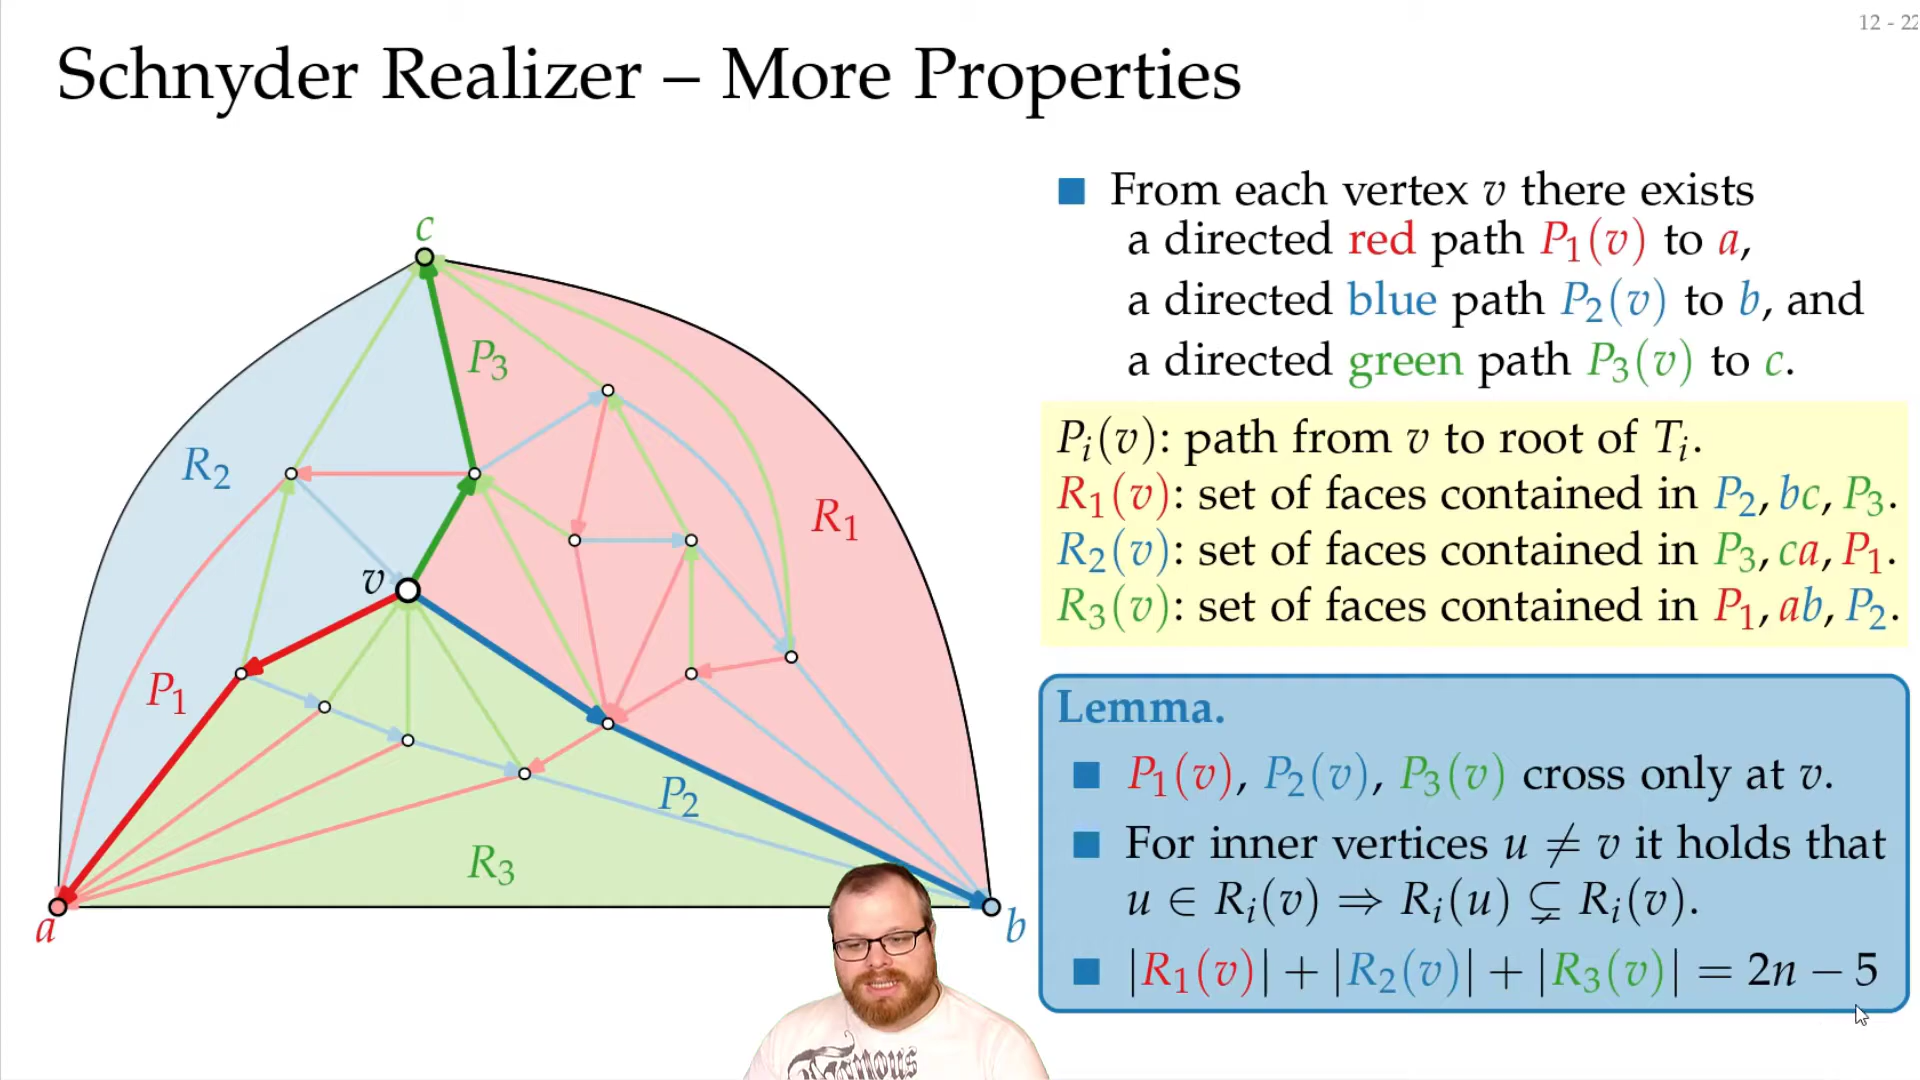 12 - 22
Schnyder Realizer – More Properties
c
P₃
R₂
R₁
v
P₁
P₂
R₃
a
b
From each vertex v there exists
a directed red path P₁(v) to a,
a directed blue path P₂(v) to b, and
a directed green path P₃(v) to c.
Pᵢ(v): path from v to root of Tᵢ.
R₁(v): set of faces contained in P₂, bc, P₃.
R₂(v): set of faces contained in P₃, ca, P₁.
R₃(v): set of faces contained in P₁, ab, P₂.
Lemma.
P₁(v), P₂(v), P₃(v) cross only at v.
For inner vertices u ≠ v it holds that
u ∈ Rᵢ(v) ⇒ Rᵢ(u) ⊊ Rᵢ(v).
|R₁(v)| + |R₂(v)| + |R₃(v)| = 2n − 5